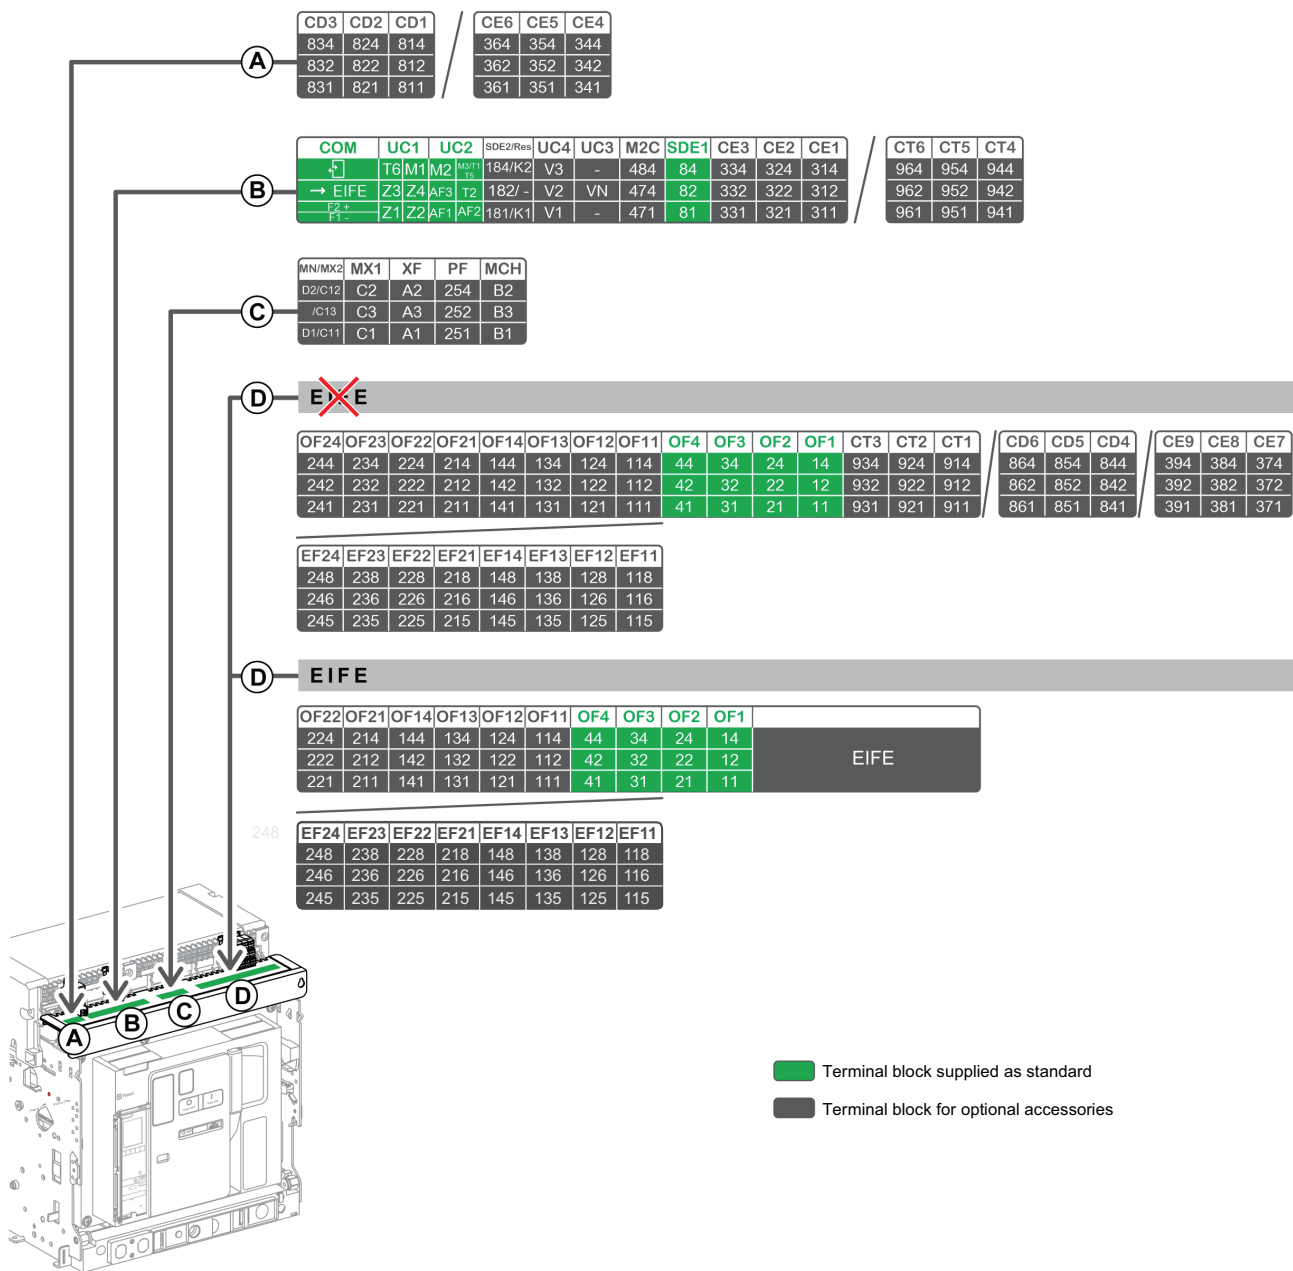 CD3 CD2 CD1 CE6 CE5 CE4
834 824 814 364 354 344
A 832 822 812 362 352 342
831 821 811 361 351 341
COM UC1 UC2 SDE2/Res UC4 UC3 M2C SDE1 CE3 CE2 CE1 CT6 CT5 CT4
T6 M1 M2 M3/T1 T5 184/K2 V3 - 484 84 334 324 314 964 954 944
B → EIFE Z3 Z4 AF3 T2 182/ - V2 VN 474 82 332 322 312 962 952 942
F2 + F1 - Z1 Z2 AF1 AF2 181/K1 V1 - 471 81 331 321 311 961 951 941
MN/MX2 MX1 XF PF MCH
D2/C12 C2 A2 254 B2
C /C13 C3 A3 252 B3
D1/C11 C1 A1 251 B1
D EIFE
OF24 OF23 OF22 OF21 OF14 OF13 OF12 OF11 OF4 OF3 OF2 OF1 CT3 CT2 CT1 CD6 CD5 CD4 CE9 CE8 CE7
244 234 224 214 144 134 124 114 44 34 24 14 934 924 914 864 854 844 394 384 374
242 232 222 212 142 132 122 112 42 32 22 12 932 922 912 862 852 842 392 382 372
241 231 221 211 141 131 121 111 41 31 21 11 931 921 911 861 851 841 391 381 371
EF24 EF23 EF22 EF21 EF14 EF13 EF12 EF11
248 238 228 218 148 138 128 118
246 236 226 216 146 136 126 116
245 235 225 215 145 135 125 115
D EIFE
OF22 OF21 OF14 OF13 OF12 OF11 OF4 OF3 OF2 OF1
224 214 144 134 124 114 44 34 24 14
222 212 142 132 122 112 42 32 22 12 EIFE
221 211 141 131 121 111 41 31 21 11
248 EF24 EF23 EF22 EF21 EF14 EF13 EF12 EF11
248 238 228 218 148 138 128 118
246 236 226 216 146 136 126 116
245 235 225 215 145 135 125 115
A B C D
Terminal block supplied as standard
Terminal block for optional accessories